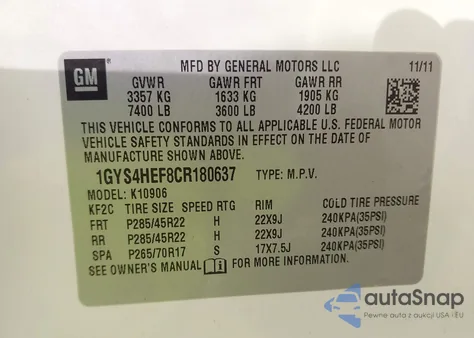 GM
MFD BY GENERAL MOTORS LLC 11/11
GVWR GAWR FRT GAWR RR
3357 KG 1633 KG 1905 KG
7400 LB 3600 LB 4200 LB
THIS VEHICLE CONFORMS TO ALL APPLICABLE U.S. FEDERAL MOTOR
VEHICLE SAFETY STANDARDS IN EFFECT ON THE DATE OF
MANUFACTURE SHOWN ABOVE.
1GYS4HEF8CR180637 TYPE: M.P.V.
MODEL: K10906
KF2C TIRE SIZE SPEED RTG RIM COLD TIRE PRESSURE
FRT P285/45R22 H 22X9J 240KPA(35PSI)
RR P285/45R22 H 22X9J 240KPA(35PSI)
SPA P265/70R17 S 17X7.5J 240KPA(35PSI)
SEE OWNER'S MANUAL FOR MORE INFORMATION
autoSnap
Pewne auta z aukcji USA i EU